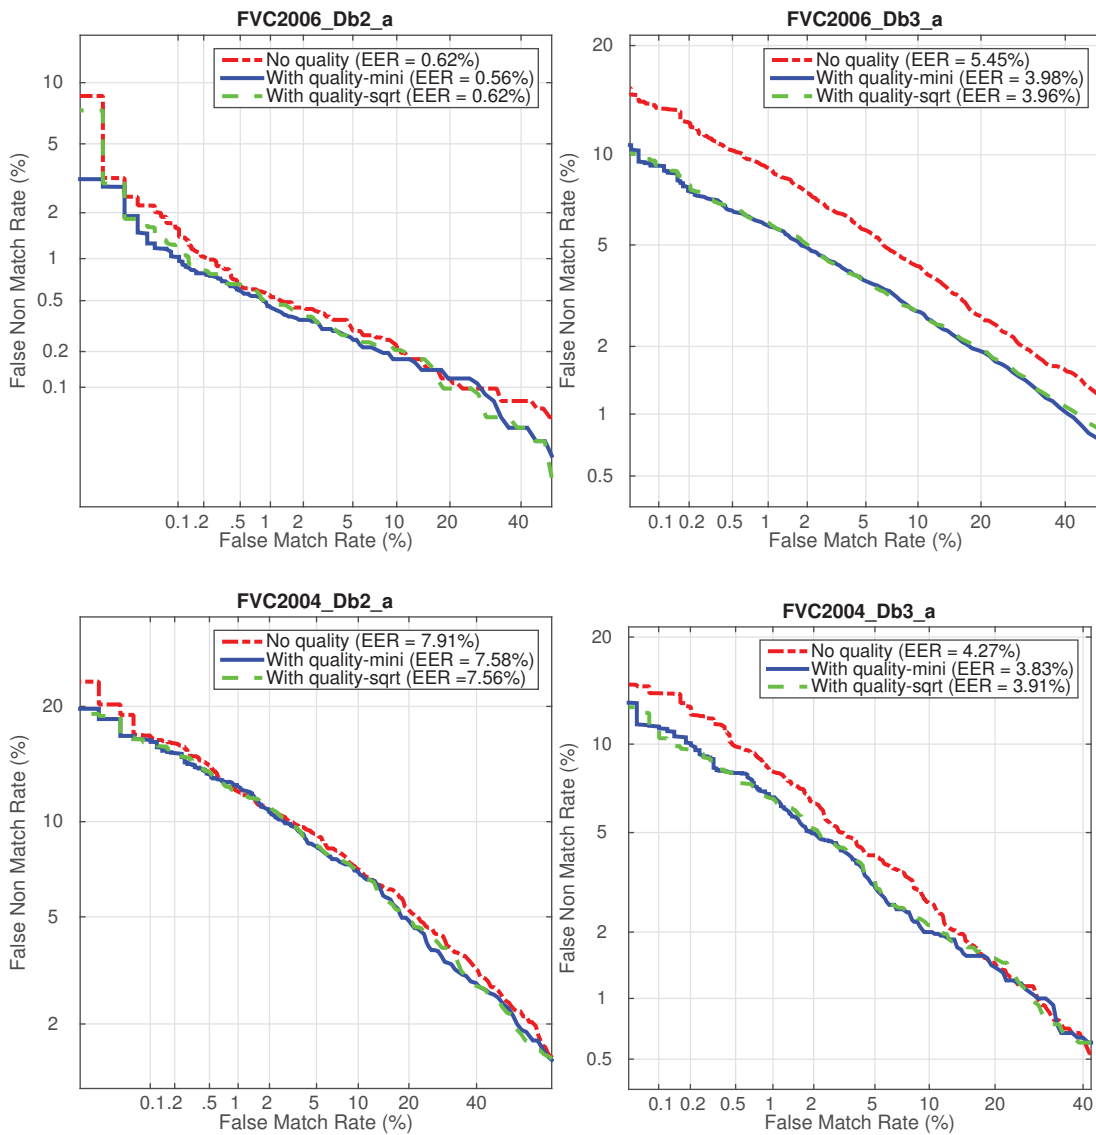 FVC2006_Db2_a
No quality (EER = 0.62%)
With quality-mini (EER = 0.56%)
With quality-sqrt (EER = 0.62%)
False Non Match Rate (%)
10
5
2
1
0.5
0.2
0.1
0.1 .2 .5 1 2 5 10 20 40
False Match Rate (%)
FVC2006_Db3_a
No quality (EER = 5.45%)
With quality-mini (EER = 3.98%)
With quality-sqrt (EER = 3.96%)
False Non Match Rate (%)
20
10
5
2
1
0.5
0.1 0.2 0.5 1 2 5 10 20 40
False Match Rate (%)
FVC2004_Db2_a
No quality (EER = 7.91%)
With quality-mini (EER = 7.58%)
With quality-sqrt (EER =7.56%)
False Non Match Rate (%)
20
10
5
2
0.1 .2 .5 1 2 5 10 20 40
False Match Rate (%)
FVC2004_Db3_a
No quality (EER = 4.27%)
With quality-mini (EER = 3.83%)
With quality-sqrt (EER = 3.91%)
False Non Match Rate (%)
20
10
5
2
1
0.5
0.1 0.2 0.5 1 2 5 10 20 40
False Match Rate (%)